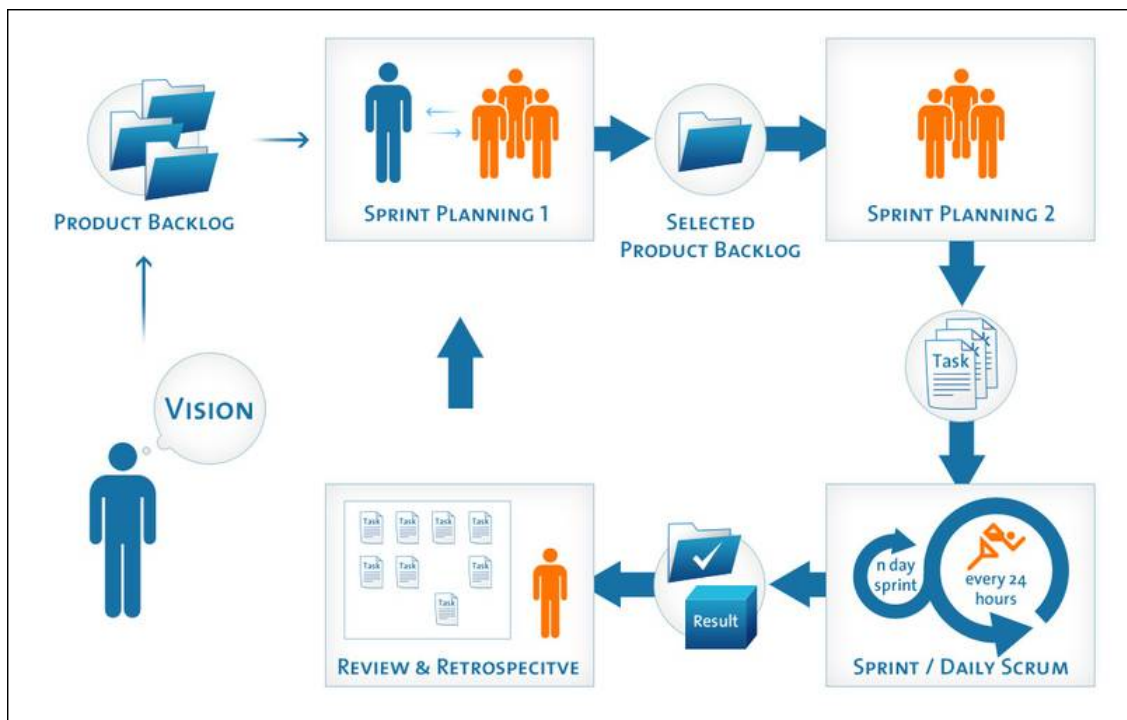 PRODUCT BACKLOG
SPRINT PLANNING 1
SELECTED
PRODUCT BACKLOG
SPRINT PLANNING 2
Task
VISION
Task Task Task Task
Task Task Task
Task
REVIEW & RETROSPECITVE
Result
n day
sprint
every 24
hours
SPRINT / DAILY SCRUM